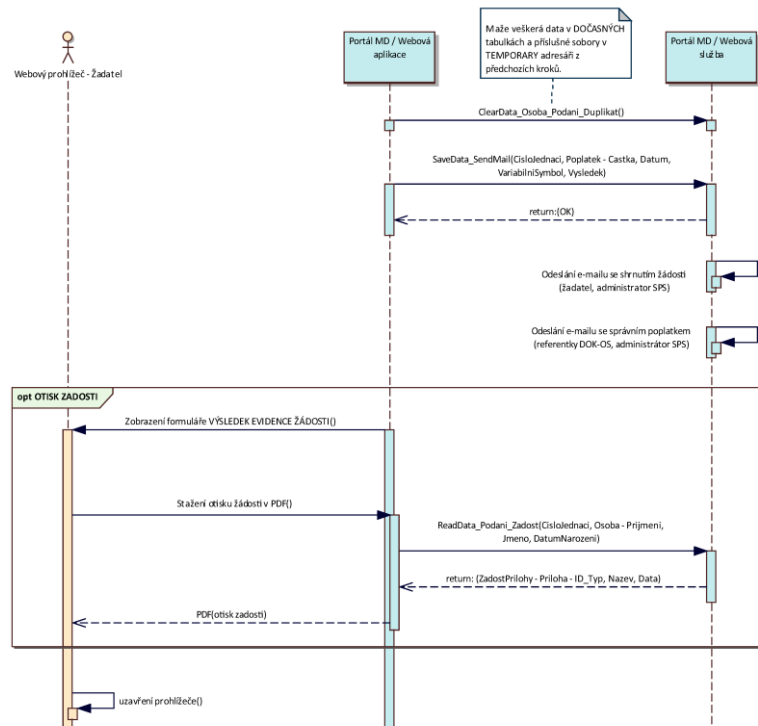 Webový prohlížeč - Žadatel
Portál MD / Webová
aplikace
Maže veškerá data v DOČASNÝCH
tabulkách a příslušné sobory v
TEMPORARY adresáři z
předchozích kroků.
Portál MD / Webová
služba
ClearData_Osoba_Podani_Duplikat()
SaveData_SendMail(CisloJednaci, Poplatek - Castka, Datum,
VariabilniSymbol, Vysledek)
return:(OK)
Odeslání e-mailu se shrnutím žádosti
(žadatel, administrator SPS)
Odeslání e-mailu se správním poplatkem
(referentky DOK-OS, administrátor SPS)
opt OTISK ZADOSTI
Zobrazení formuláře VÝSLEDEK EVIDENCE ŽÁDOSTI()
Stažení otisku žádosti v PDF()
ReadData_Podani_Zadost(CisloJednaci, Osoba - Prijmeni,
Jmeno, DatumNarozeni)
return: (ZadostPrilohy - Priloha - ID_Typ, Nazev, Data)
PDF(otisk zadosti)
uzavření prohlížeče()